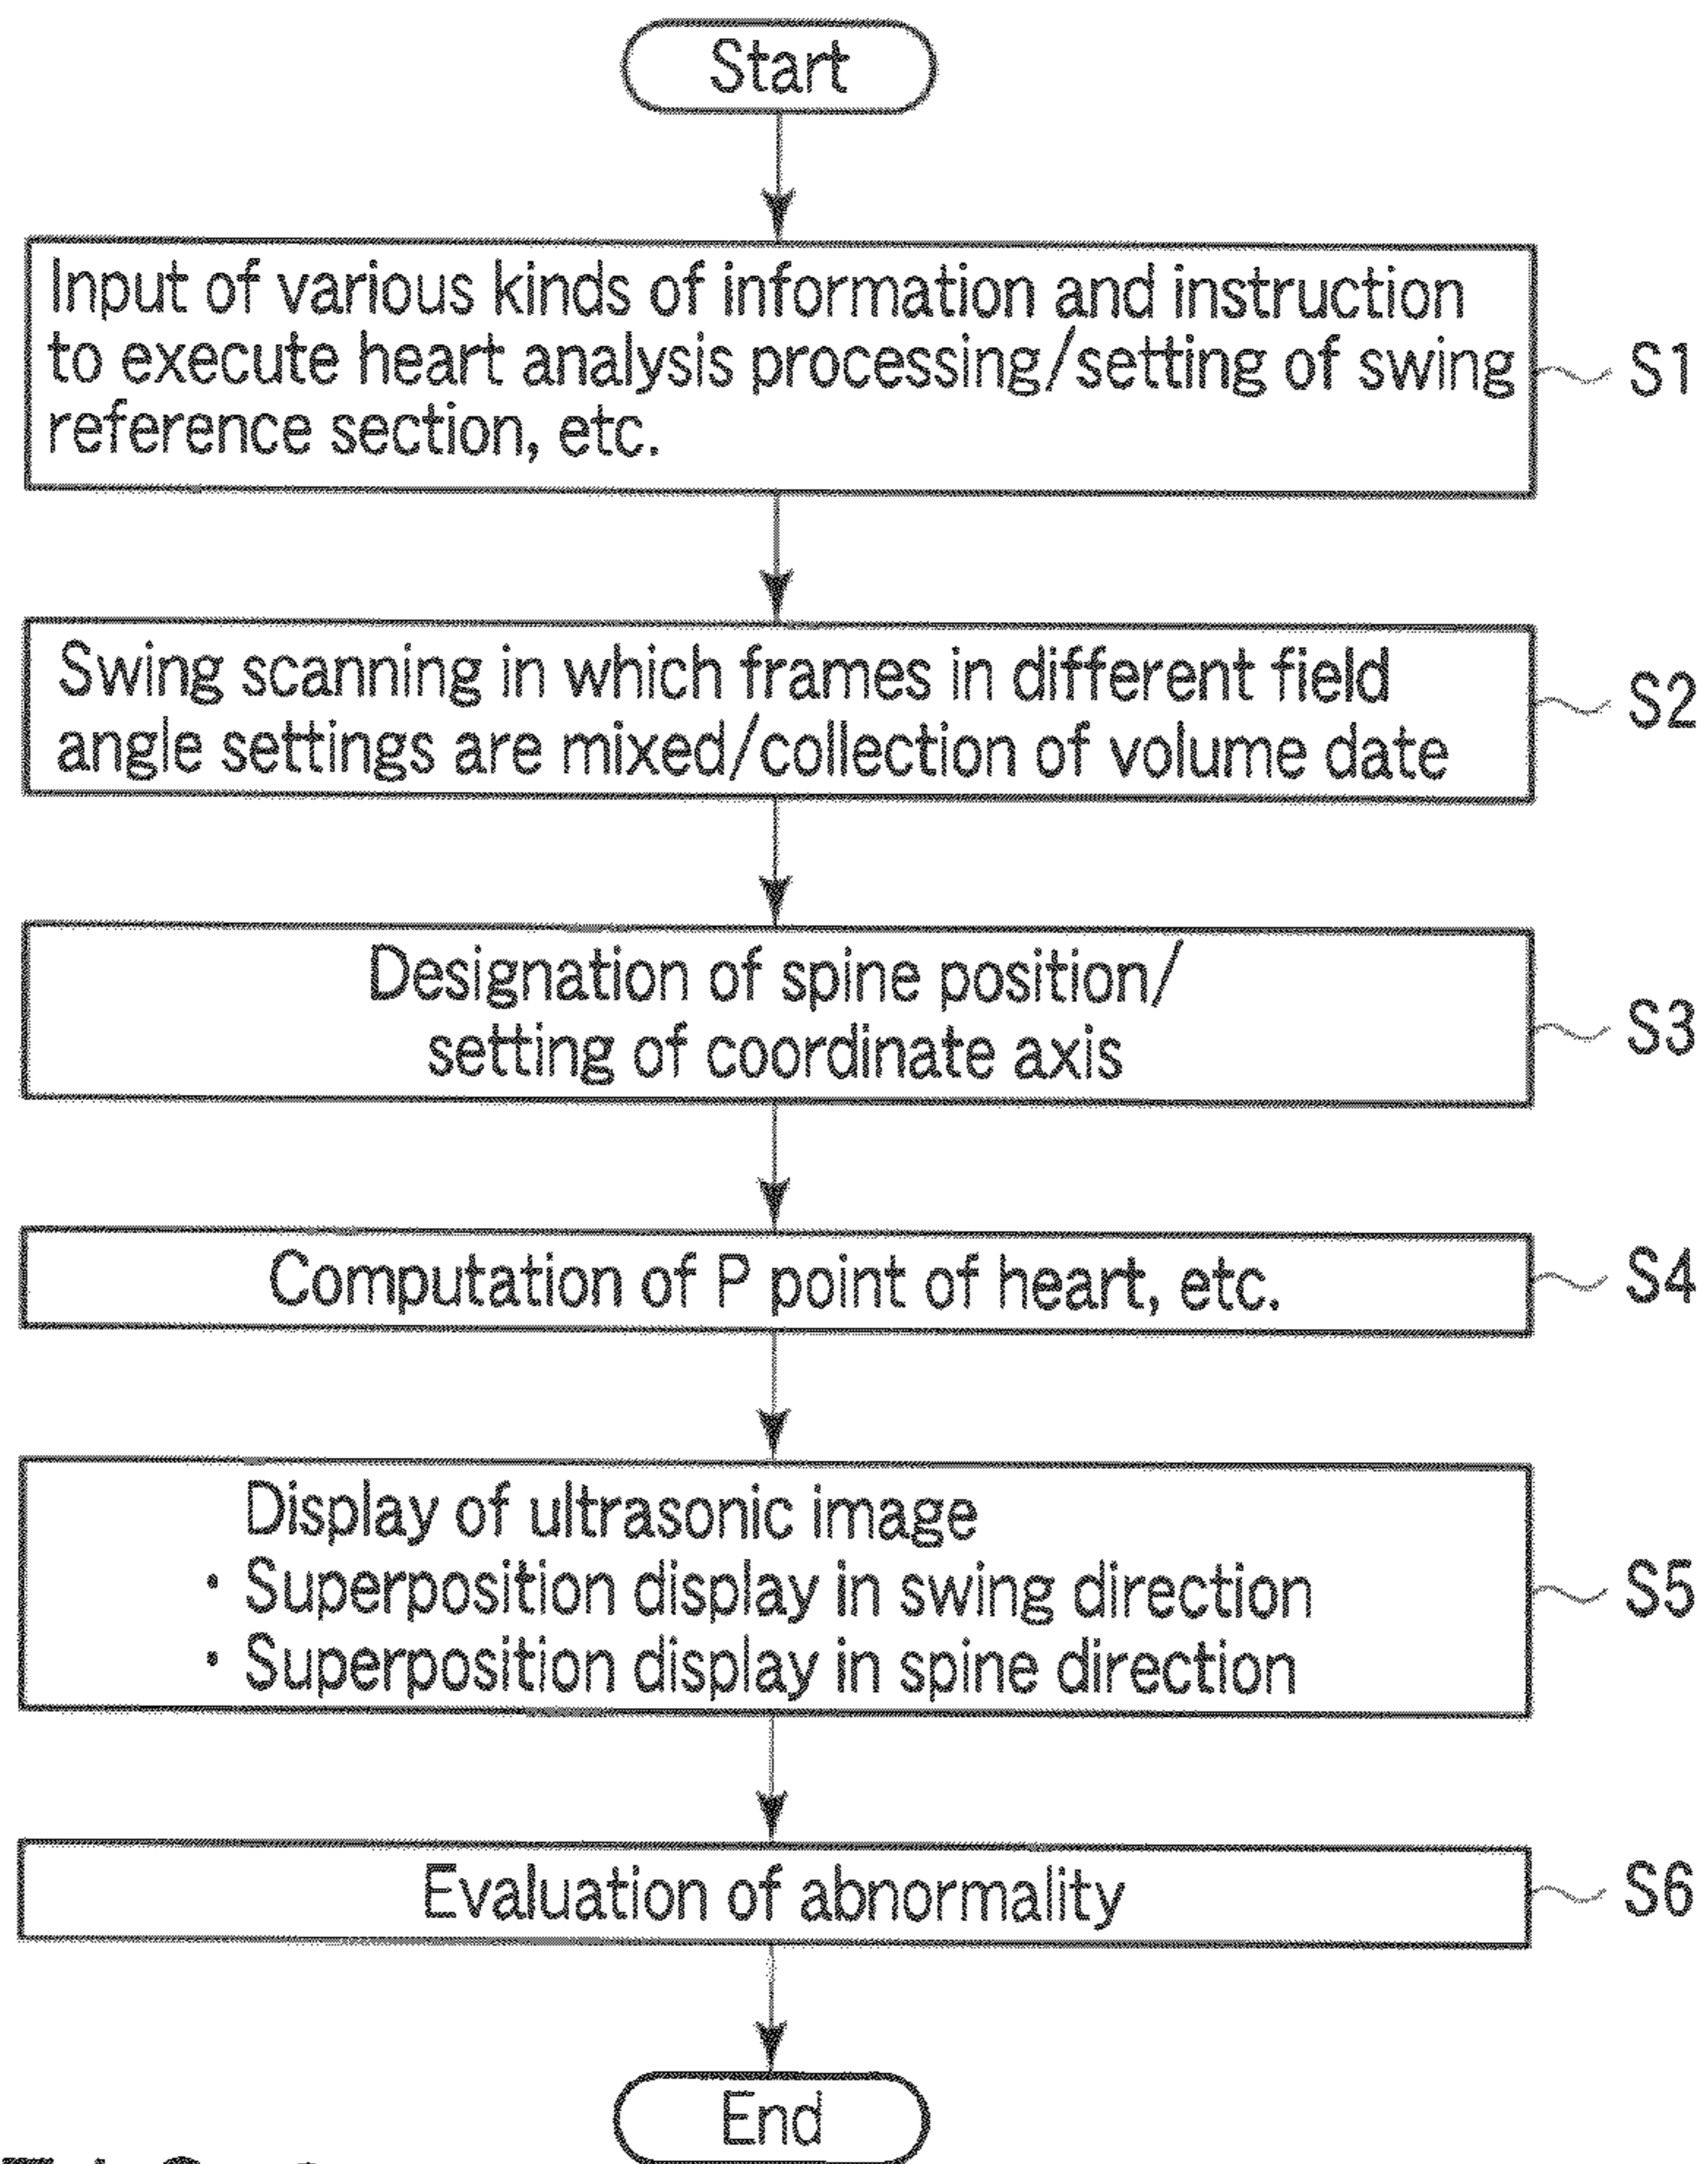 Start
Input of various kinds of information and instruction
to execute heart analysis processing/setting of swing
reference section, etc.
S1
Swing scanning in which frames in different field
angle settings are mixed/collection of volume date
S2
Designation of spine position/
setting of coordinate axis
S3
Computation of P point of heart, etc.
S4
Display of ultrasonic image
· Superposition display in swing direction
· Superposition display in spine direction
S5
Evaluation of abnormality
S6
End